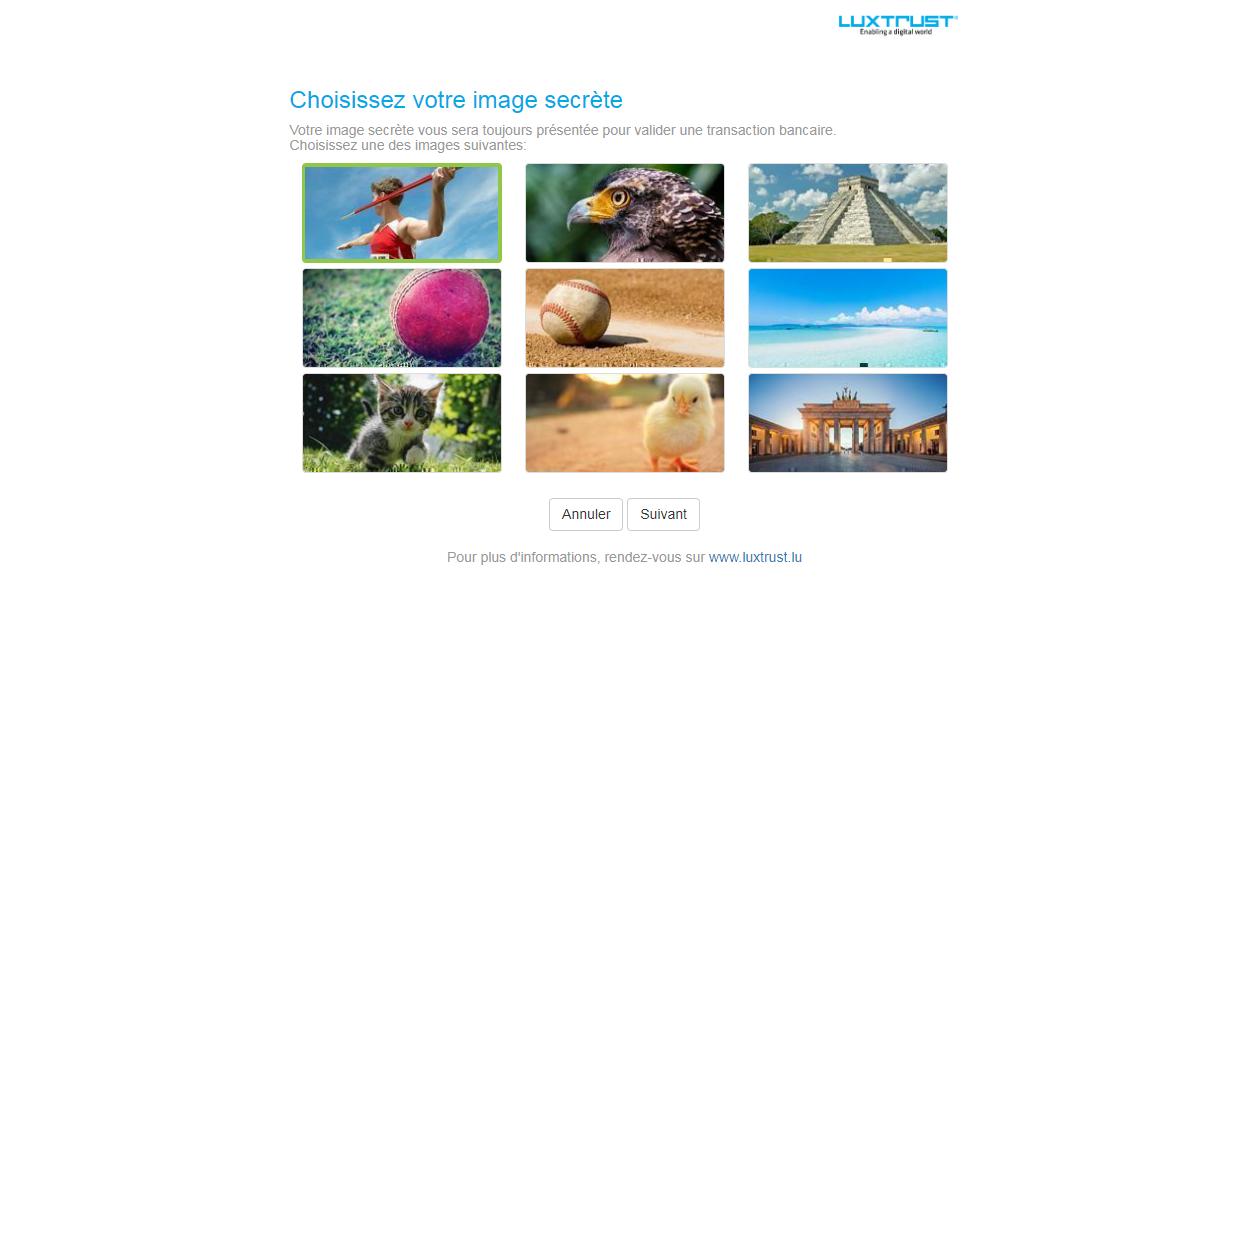 LUXTRUST
Enabling a digital world
Choisissez votre image secrète
Votre image secrète vous sera toujours présentée pour valider une transaction bancaire.
Choisissez une des images suivantes:
Annuler Suivant
Pour plus d'informations, rendez-vous sur www.luxtrust.lu